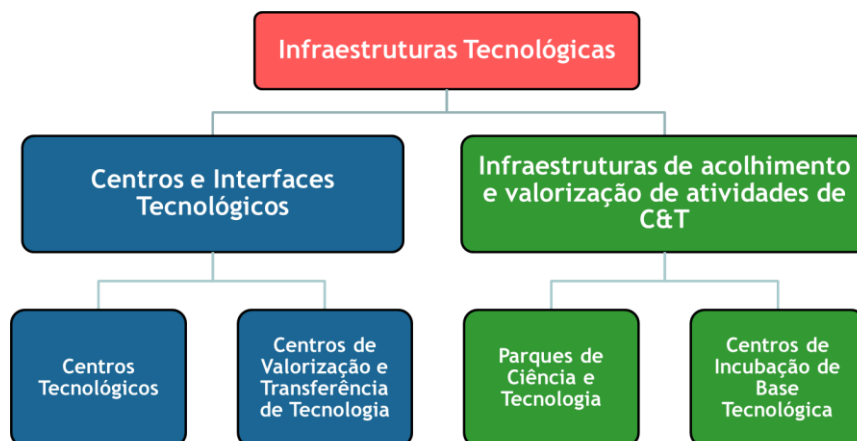 Infraestruturas Tecnológicas
Centros e Interfaces
Tecnológicos
Infraestruturas de acolhimento
e valorização de atividades de
C&T
Centros
Tecnológicos
Centros de
Valorização e
Transferência
de Tecnologia
Parques de
Ciência e
Tecnologia
Centros de
Incubação de
Base
Tecnológica